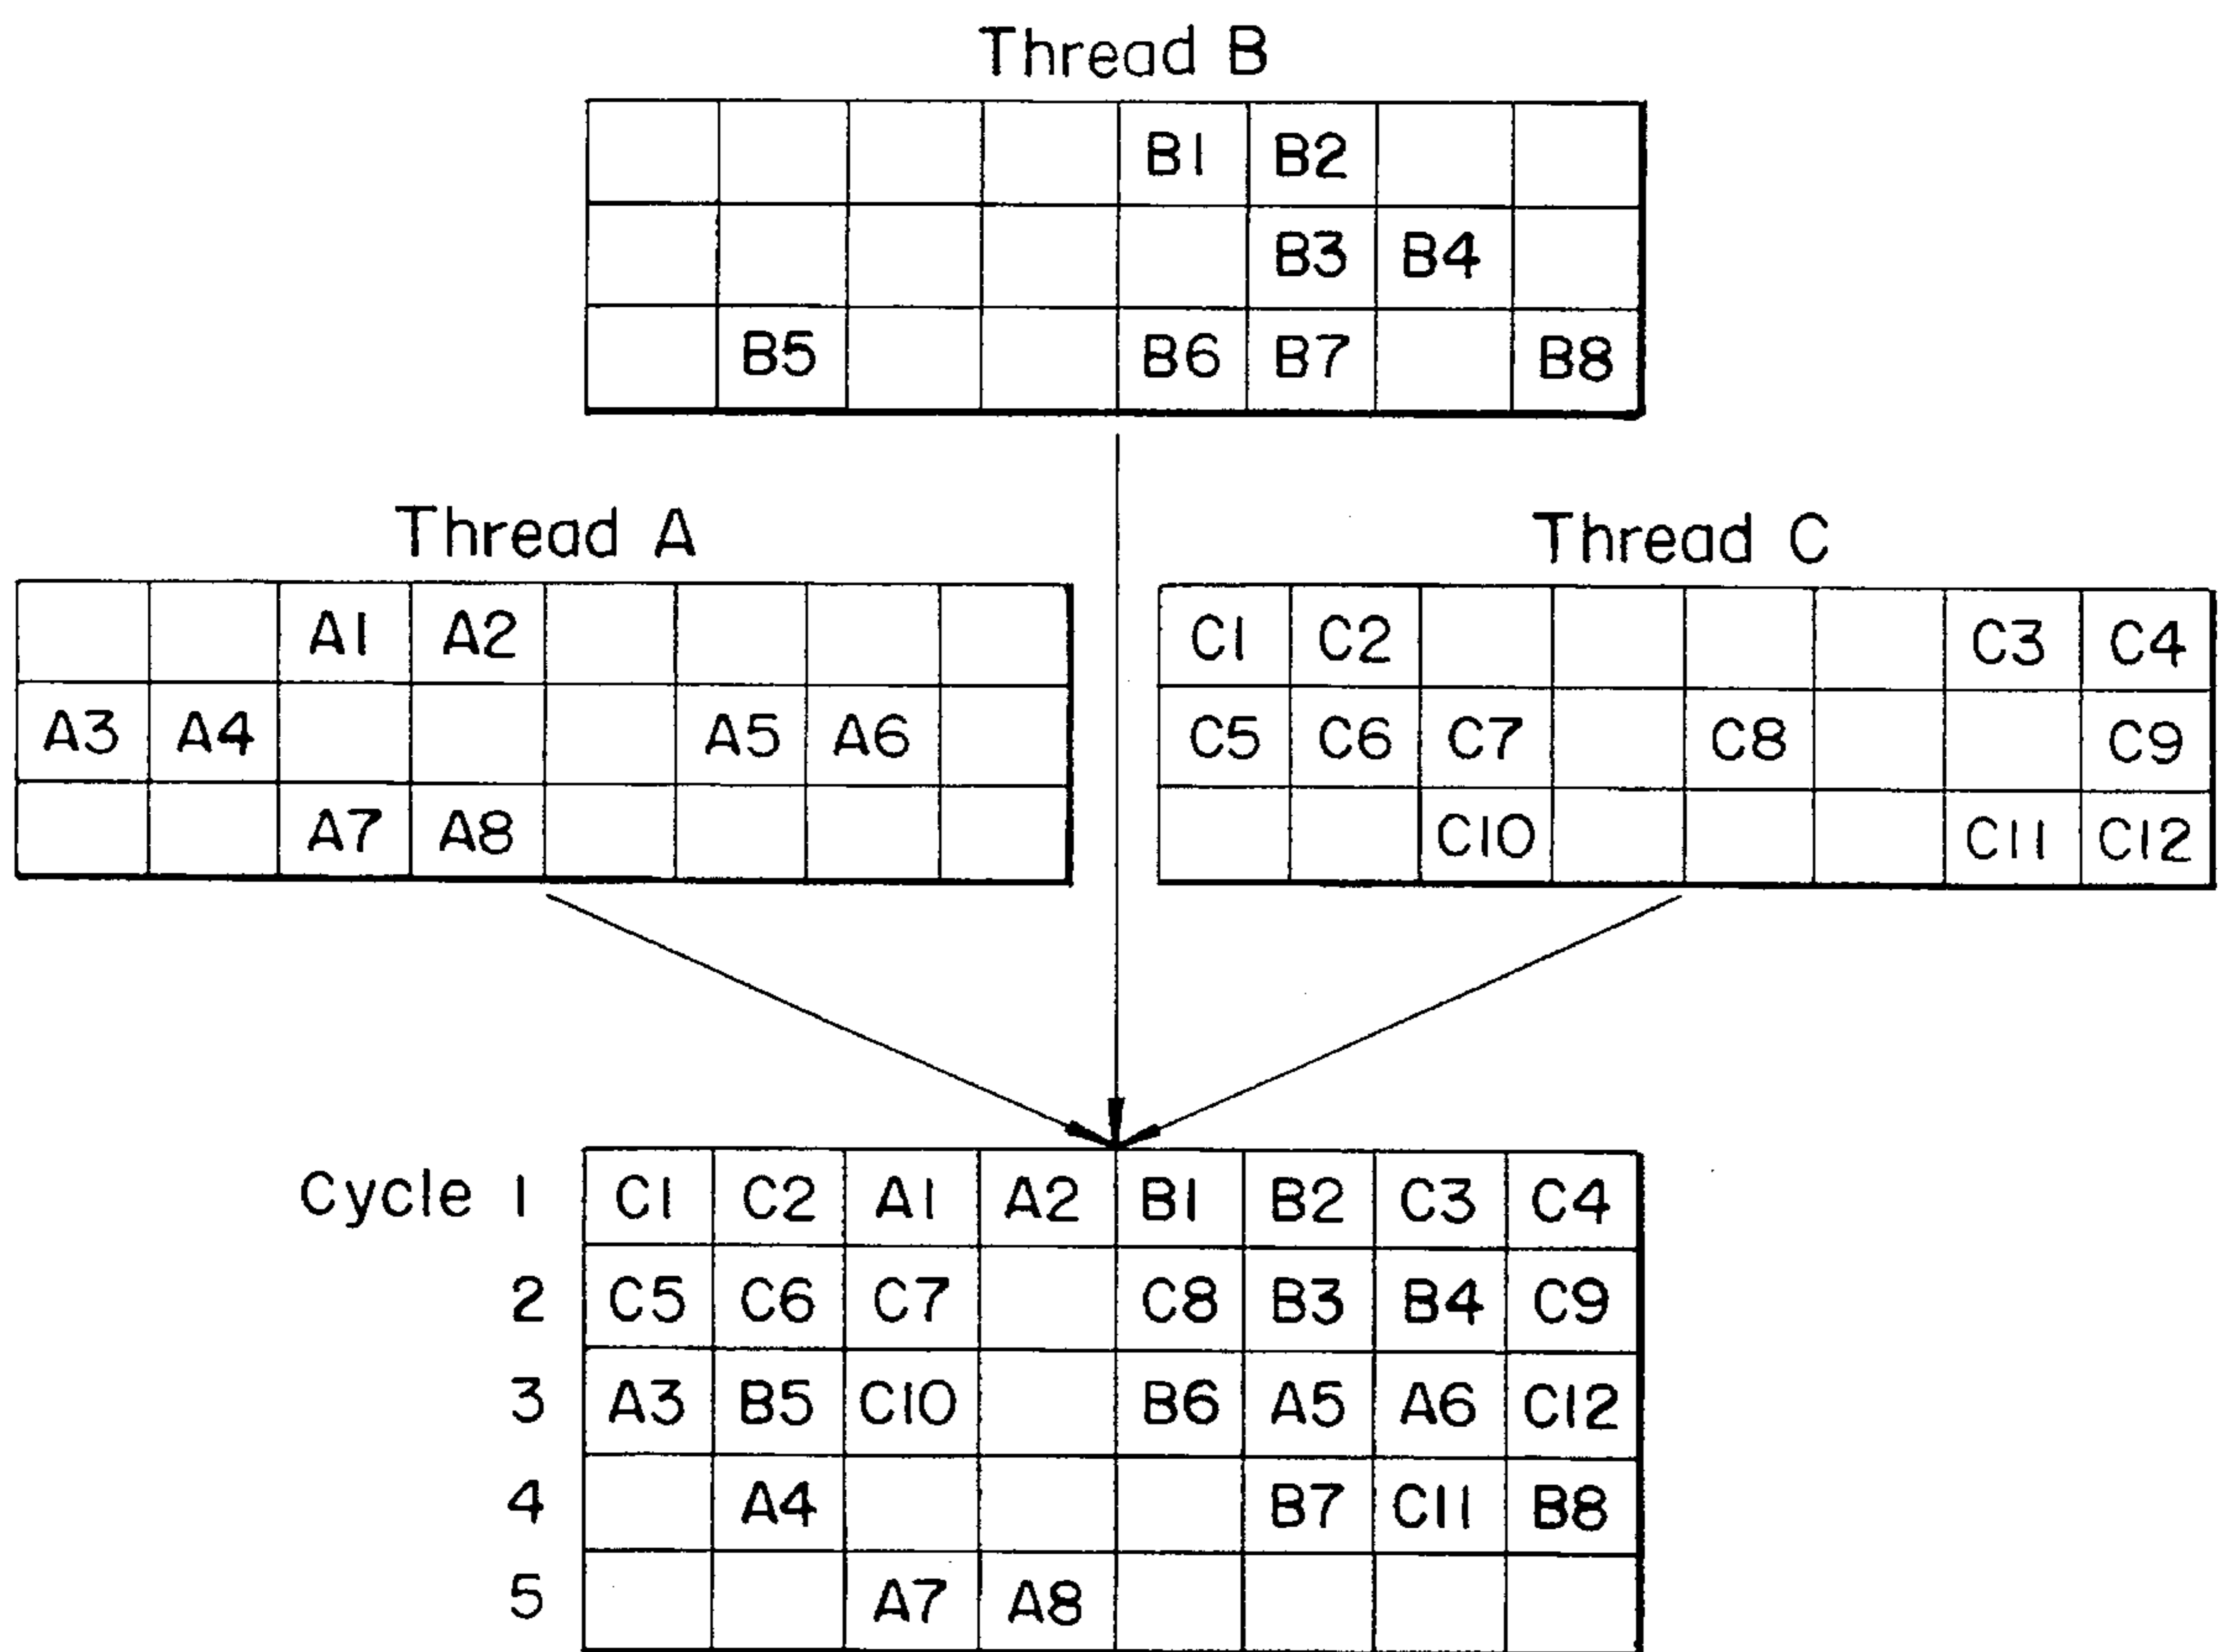 Thread B
B1 B2
B3 B4
B5 B6 B7 B8
Thread A
A1 A2
A3 A4 A5 A6
A7 A8
Thread C
C1 C2 C3 C4
C5 C6 C7 C8 C9
C10 C11 C12
Cycle 1 C1 C2 A1 A2 B1 B2 C3 C4
2 C5 C6 C7 C8 B3 B4 C9
3 A3 B5 C10 B6 A5 A6 C12
4 A4 B7 C11 B8
5 A7 A8